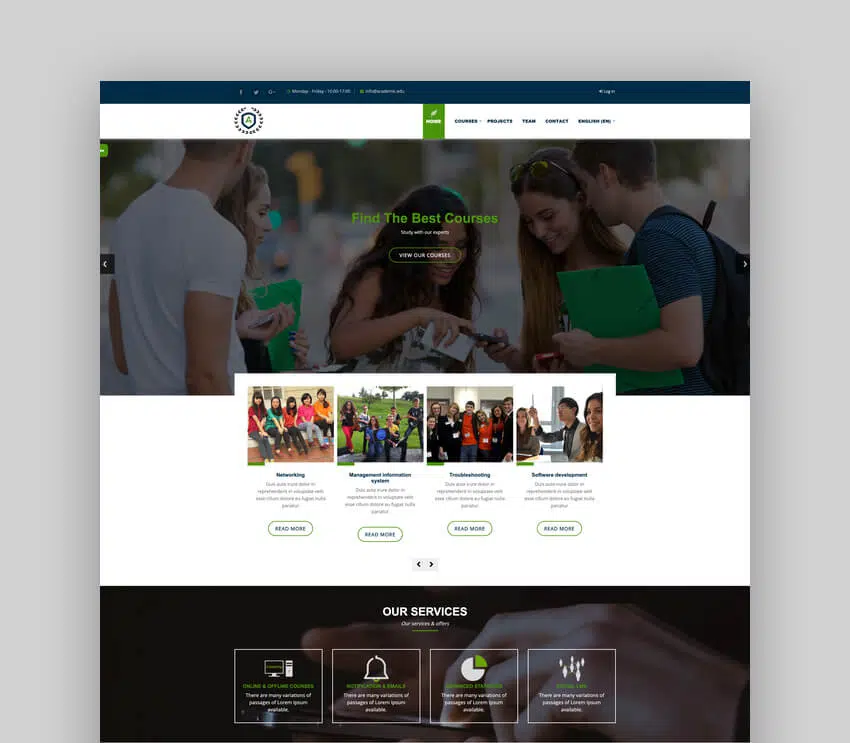 Monday - Friday - 10:00-17:00
info@academic.edu
Log in
A
HOME
COURSES
PROJECTS
TEAM
CONTACT
ENGLISH (EN)
Find The Best Courses
Study with our experts
VIEW OUR COURSES
Networking
Duis aute irure dolor in
reprehenderit in voluptate velit
esse cillum dolore eu fugiat nulla
pariatur
READ MORE
Management information
system
Duis aute irure dolor in
reprehenderit in voluptate velit
esse cillum dolore eu fugiat nulla
pariatur
READ MORE
Troubleshooting
Duis aute irure dolor in
reprehenderit in voluptate velit
esse cillum dolore eu fugiat nulla
pariatur
READ MORE
Software development
Duis aute irure dolor in
reprehenderit in voluptate velit
esse cillum dolore eu fugiat nulla
pariatur
READ MORE
OUR SERVICES
Our services & offers
ONLINE & OFFLINE COURSES
There are many variations of
passages of Lorem Ipsum
available.
NOTIFICATION & EMAILS
There are many variations of
passages of Lorem Ipsum
available.
ADVANCED STATISTICS
There are many variations of
passages of Lorem Ipsum
available.
There are many variations of
passages of Lorem Ipsum
available.